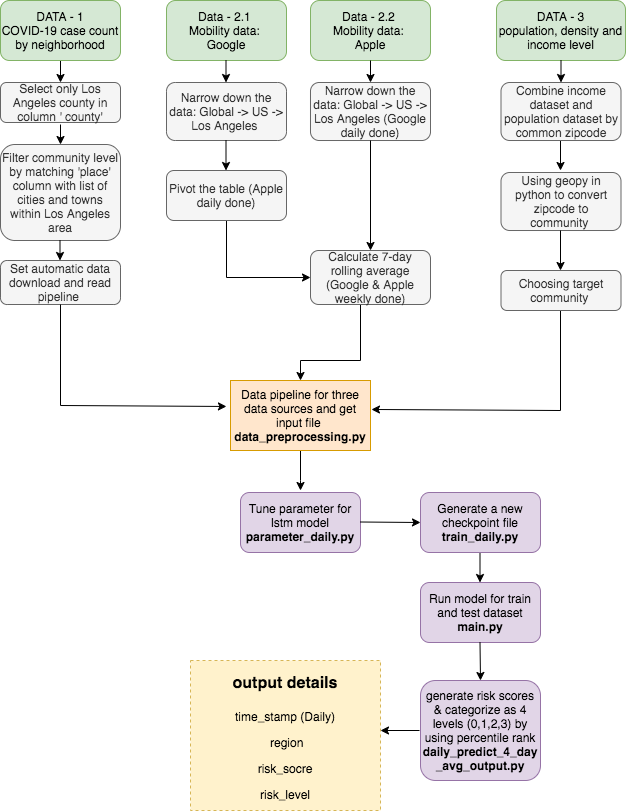 DATA - 1
COVID-19 case count
by neighborhood
Select only Los
Angeles county in
column ' county'
Filter community level
by matching 'place'
column with list of
cities and towns
within Los Angeles
area
Set automatic data
download and read
pipeline
Data - 2.1
Mobility data:
Google
Narrow down the
data: Global -> US ->
Los Angeles
Pivot the table (Apple
daily done)
Data - 2.2
Mobility data:
Apple
Narrow down the
data: Global -> US ->
Los Angeles (Google
daily done)
Calculate 7-day
rolling average
(Google & Apple
weekly done)
DATA - 3
population, density and
income level
Combine income
dataset and
population dataset by
common zipcode
Using geopy in
python to convert
zipcode to
community
Choosing target
community
Data pipeline for three
data sources and get
input file
data_preprocessing.py
Tune parameter for
lstm model
parameter_daily.py
Generate a new
checkpoint file
train_daily.py
Run model for train
and test dataset
main.py
generate risk scores
& categorize as 4
levels (0,1,2,3) by
using percentile rank
daily_predict_4_day
_avg_output.py
output details
time_stamp (Daily)
region
risk_socre
risk_level